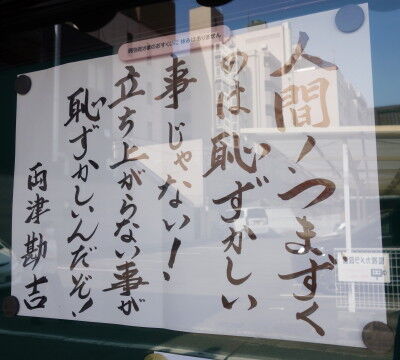 人間！つまずく
のは恥ずかしい
事じゃない！
立ち上がらない事が
恥ずかしいんだぞ！
両津勘吉